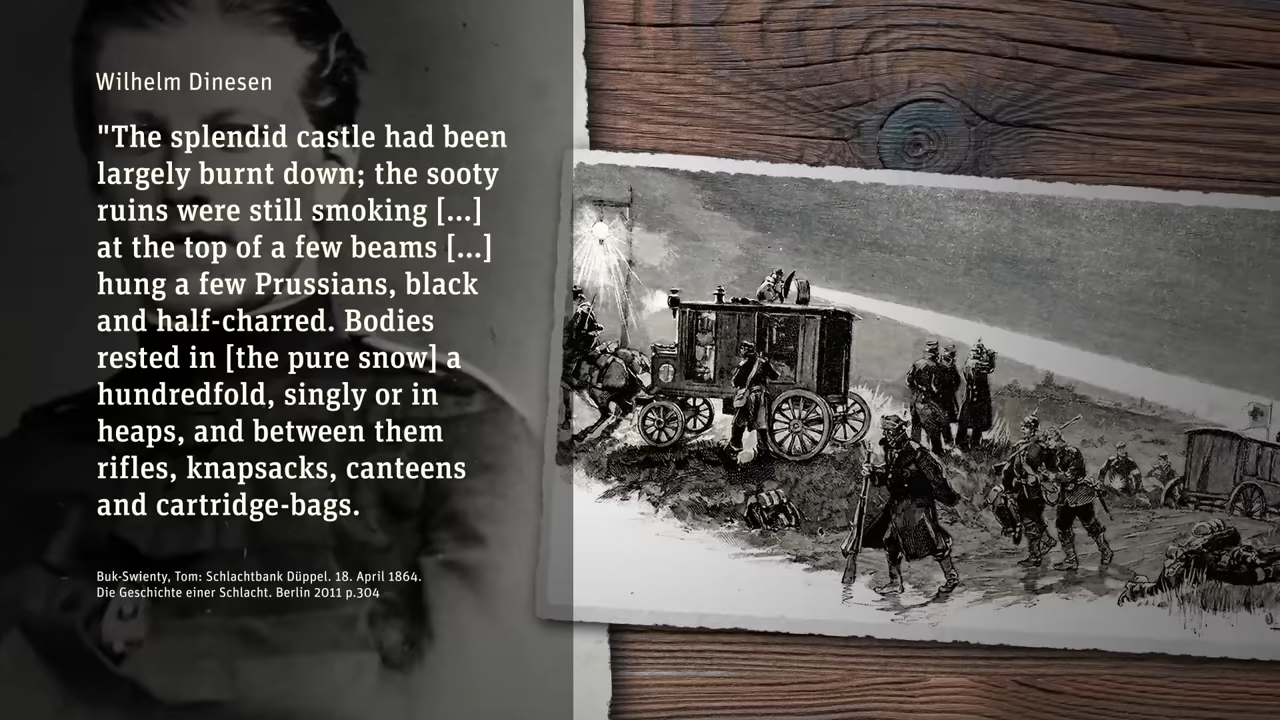 Wilhelm Dinesen
"The splendid castle had been
largely burnt down; the sooty
ruins were still smoking [...]
at the top of a few beams [...]
hung a few Prussians, black
and half-charred. Bodies
rested in [the pure snow] a
hundredfold, singly or in
heaps, and between them
rifles, knapsacks, canteens
and cartridge-bags.
Buk-Swienty, Tom: Schlachtbank Düppel. 18. April 1864.
Die Geschichte einer Schlacht. Berlin 2011 p.304